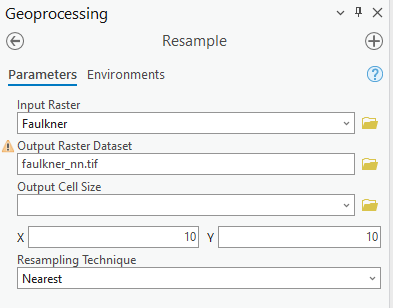 Geoprocessing
Resample
Parameters Environments
Input Raster
Faulkner
Output Raster Dataset
faulkner_nn.tif
Output Cell Size
X 10 Y 10
Resampling Technique
Nearest